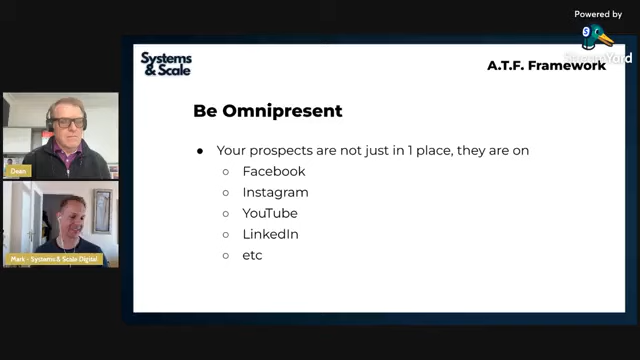 Powered by
StreamYard
Systems
& Scale
A.T.F. Framework
Be Omnipresent
● Your prospects are not just in 1 place, they are on
○ Facebook
○ Instagram
○ YouTube
○ LinkedIn
○ etc
Dean
Mark - Systems & Scale Digital